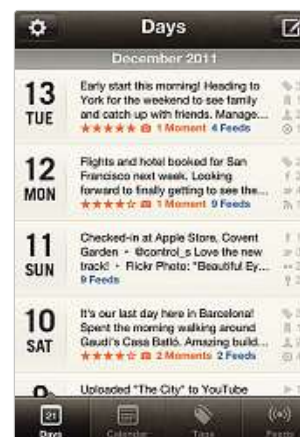 Days
December 2011
13
TUE
Early start this morning! Heading to
York for the weekend to see family
and catch up with friends. Manage...
★★★★★ 1 Moment 4 Feeds
12
MON
Flights and hotel booked for San
Francisco next week. Looking
forward to finally getting to see the...
★★★★☆ 1 Moment 9 Feeds
11
SUN
Checked-in at Apple Store, Covent
Garden • @control_s Love the new
track! • Flickr Photo: "Beautiful Ey...
9 Feeds
10
SAT
It's our last day here in Barcelona!
Spent the morning walking around
Gaudi's Casa Batló. Amazing build...
★★★★☆ 2 Moments 2 Feeds
Uploaded "The City" to YouTube
21
Days
Calendar
Tags
Feeds